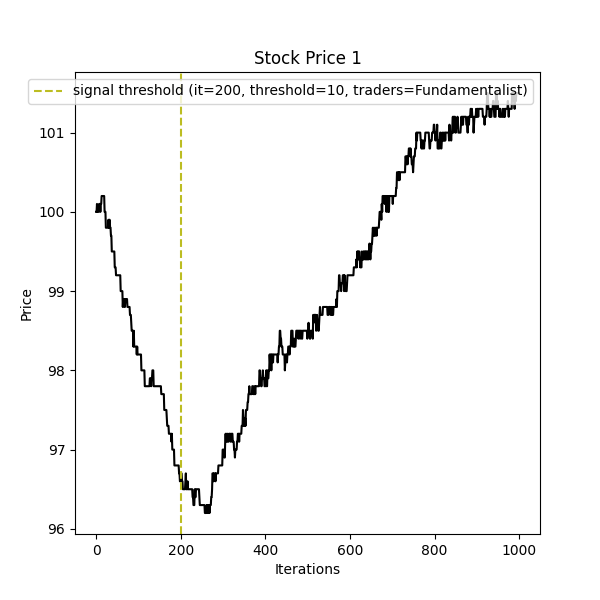 Stock Price 1
signal threshold (it=200, threshold=10, traders=Fundamentalist)
101
100
99
98
97
96
Price
0 200 400 600 800 1000
Iterations